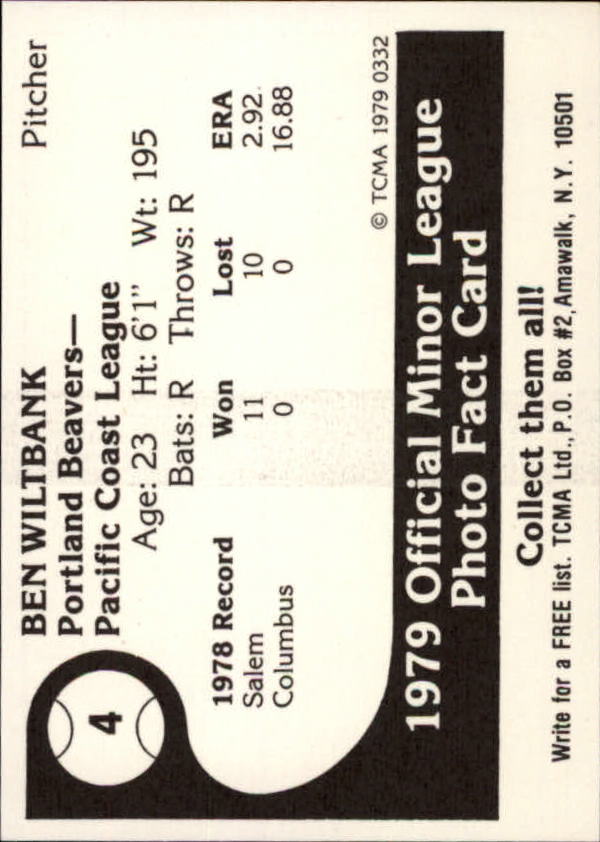 4
BEN WILTBANK Pitcher
Portland Beavers—
Pacific Coast League
Age: 23 Ht: 6'1" Wt: 195
Bats: R Throws: R
1978 Record Won Lost ERA
Salem 11 10 2.92
Columbus 0 0 16.88
© TCMA 1979 0332
1979 Official Minor League
Photo Fact Card
Collect them all!
Write for a FREE list. TCMA Ltd., P.O. Box #2, Amawalk, N.Y. 10501